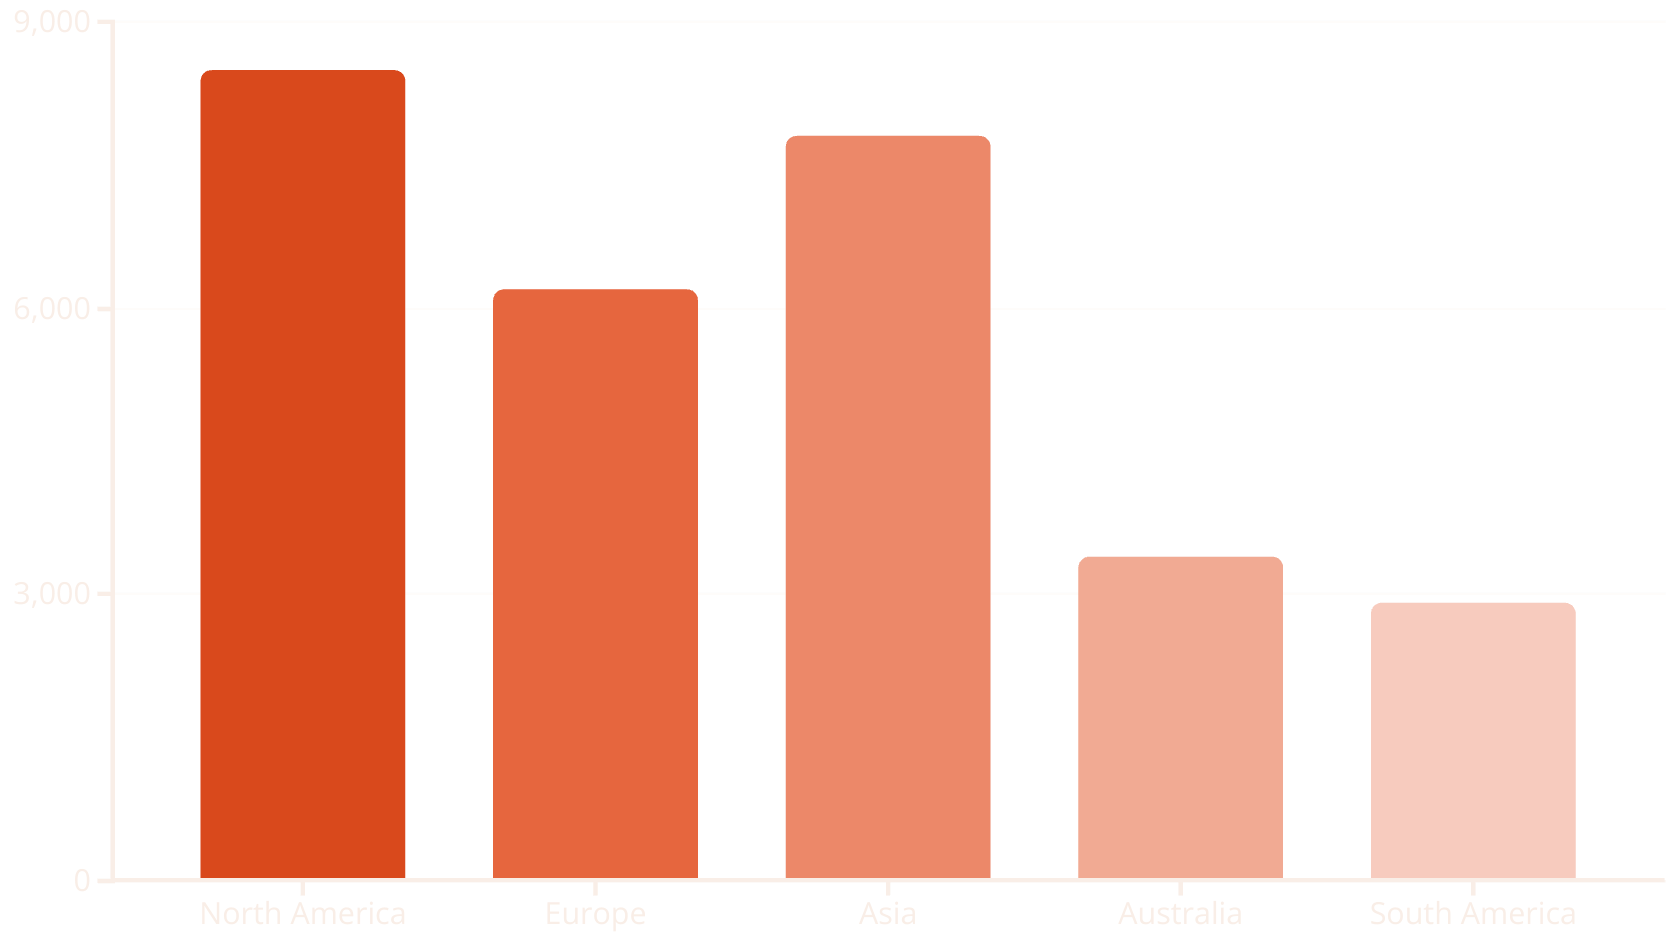 9,000
6,000
3,000
0
North America
Europe
Asia
Australia
South America